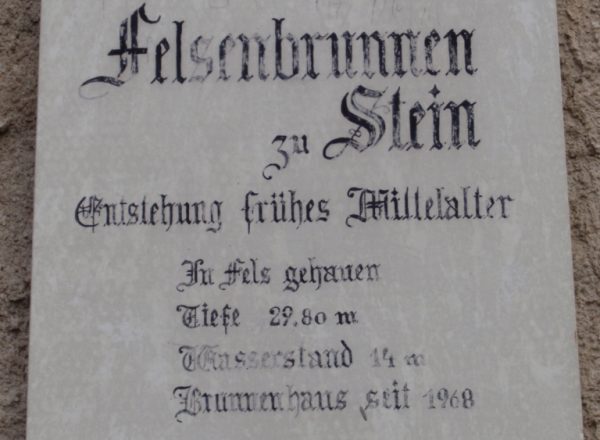 Felsenbrunnen
zu Stein
Entstehung frühes Mittelalter
In Fels gehauen
Tiefe 29.80 m
Wasserstand 14 m
Brunnenhaus seit 1968